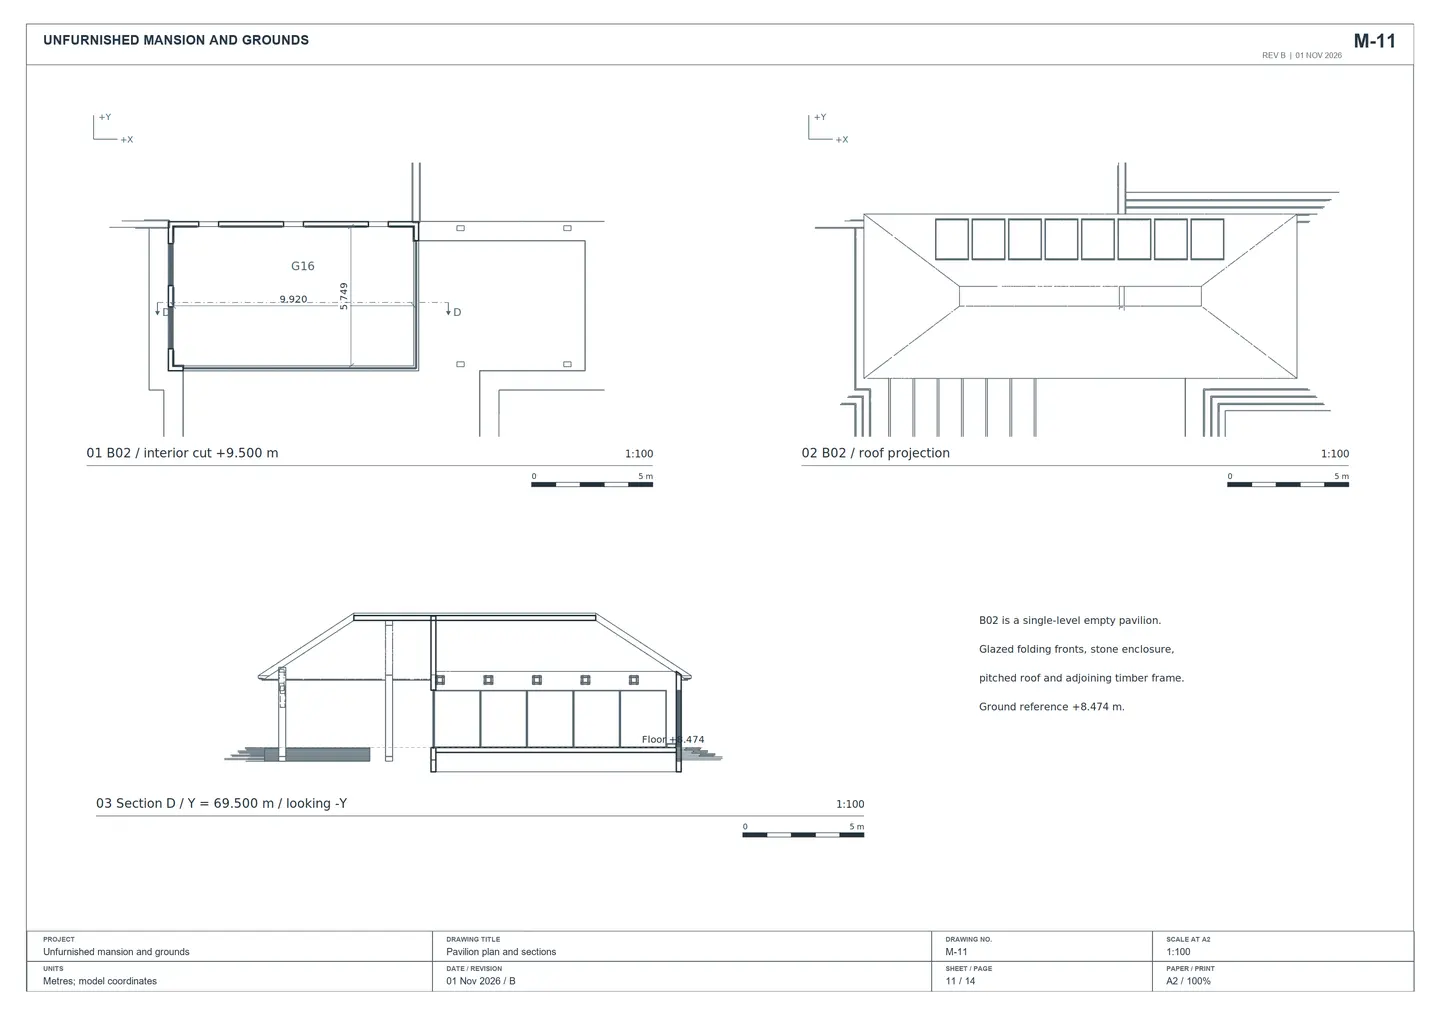 UNFURNISHED MANSION AND GROUNDS
M-11
REV B | 01 NOV 2026
+Y
+X
+Y
+X
G16
9.920
5.749
D
D
01 B02 / interior cut +9.500 m
1:100
0 5 m
02 B02 / roof projection
1:100
0 5 m
B02 is a single-level empty pavilion.
Glazed folding fronts, stone enclosure,
pitched roof and adjoining timber frame.
Ground reference +8.474 m.
Floor +8.474
03 Section D / Y = 69.500 m / looking -Y
1:100
0 5 m
PROJECT
Unfurnished mansion and grounds
DRAWING TITLE
Pavilion plan and sections
DRAWING NO.
M-11
SCALE AT A2
1:100
UNITS
Metres; model coordinates
DATE / REVISION
01 Nov 2026 / B
SHEET / PAGE
11 / 14
PAPER / PRINT
A2 / 100%